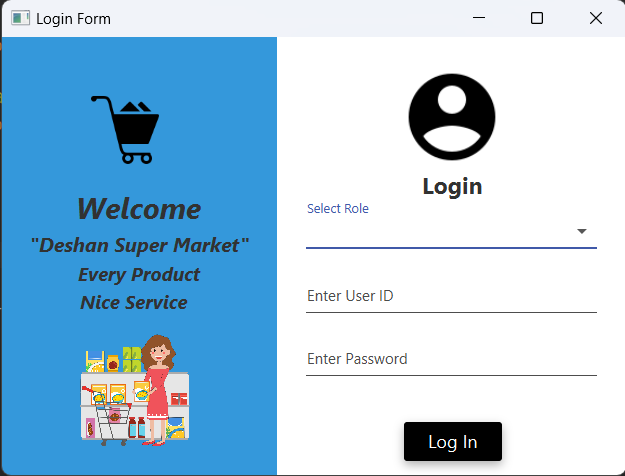 Login Form
Welcome
"Deshan Super Market"
Every Product
Nice Service
Login
Select Role
Enter User ID
Enter Password
Log In